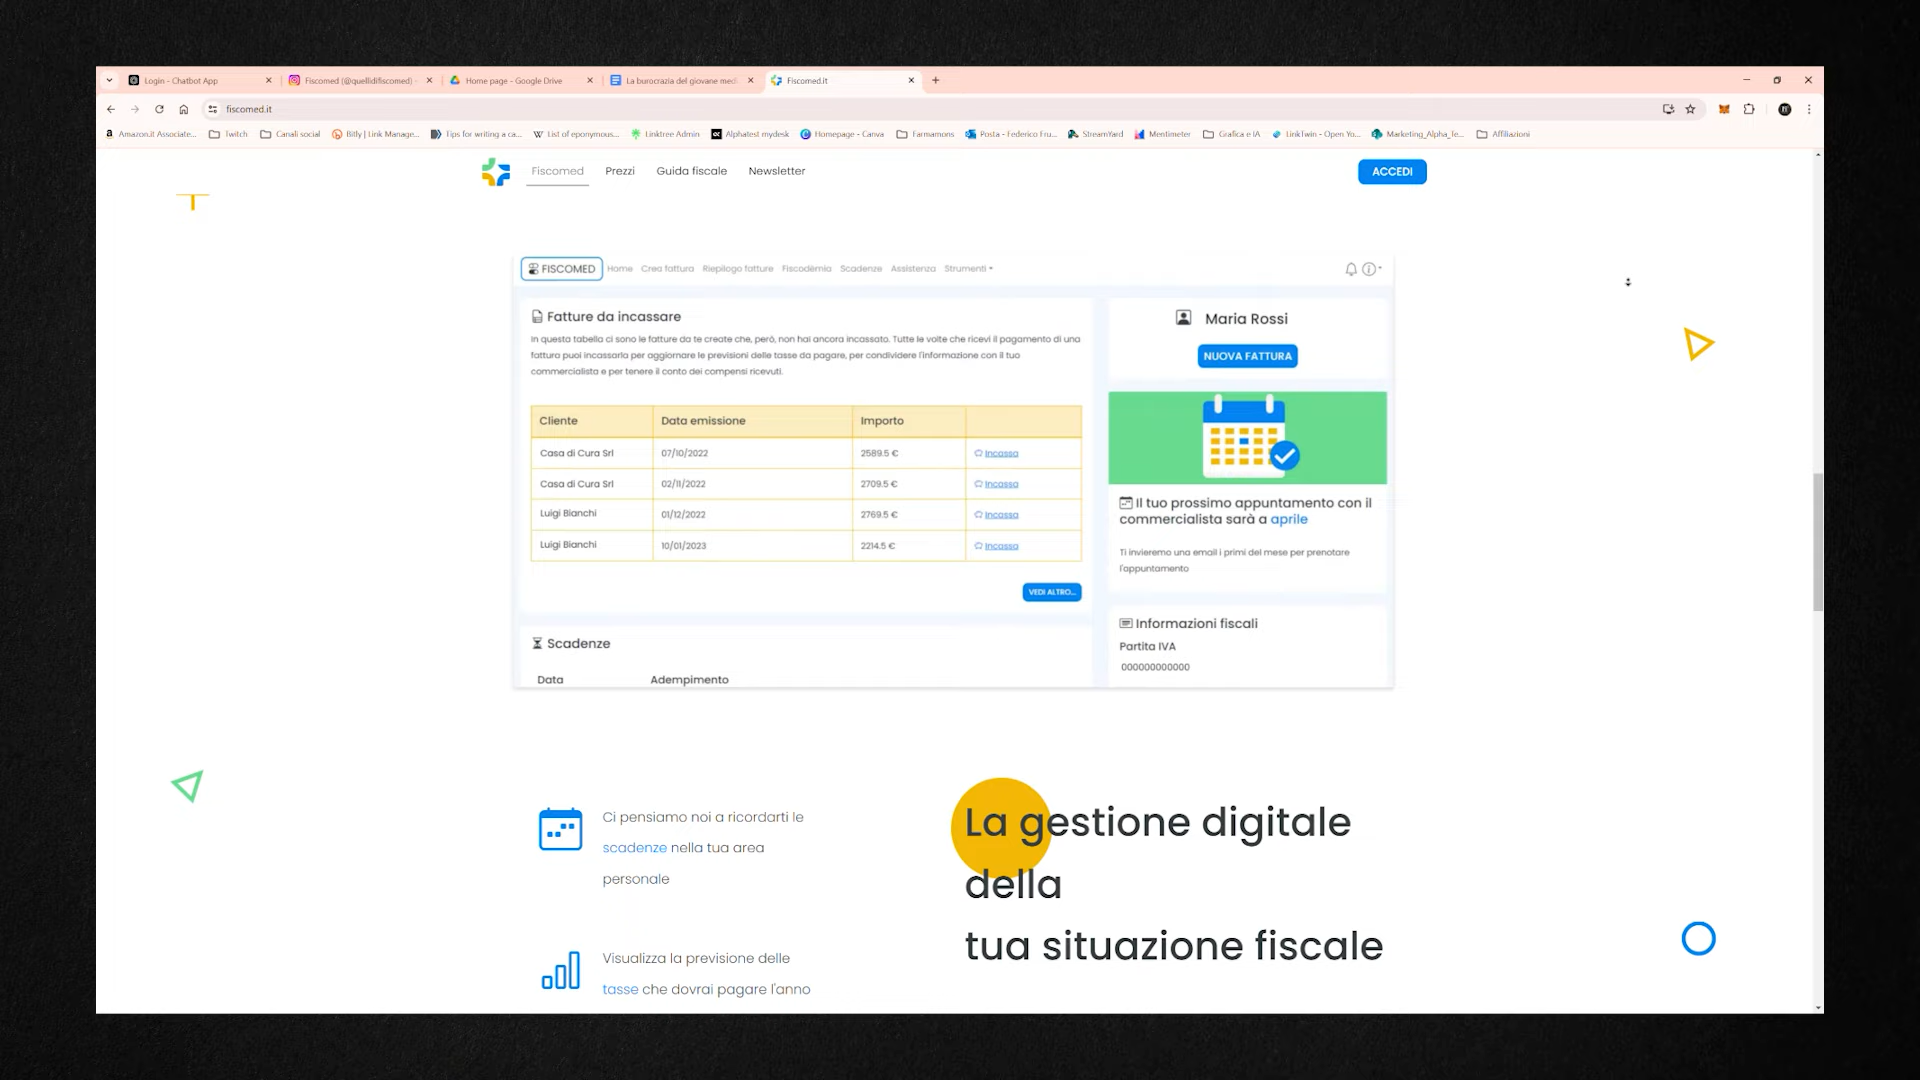 Login - Chatbot App
Fiscomed (@quellidifiscomed)
Home page - Google Drive
La burocrazia del giovane med
Fiscomed.it
fiscomed.it
Amazon.it Associate...
Twitch
Canali social
Bitly | Link Manage...
Tips for writing a ca...
List of eponymous...
Linktree Admin
Alphatest mydesk
Homepage - Canva
Farmamons
Posta - Federico Fru...
StreamYard
Mentimeter
Grafica e IA
LinkTwin - Open Yo...
Marketing_Alpha_Te...
Affiliazioni
Fiscomed
Prezzi
Guida fiscale
Newsletter
ACCEDI
FISCOMED
Home
Crea fattura
Riepilogo fatture
Fiscodemia
Scadenze
Assistenza
Strumenti
Fatture da incassare
In questa tabella ci sono le fatture da te create che, però, non hai ancora incassato. Tutte le volte che ricevi il pagamento di una
fattura puoi incassarla per aggiornare le previsioni delle tasse da pagare, per condividere l'informazione con il tuo
commercialista e per tenere il conto dei compensi ricevuti.
Cliente Data emissione Importo
Casa di Cura Srl 07/10/2022 2589.5 € Incassa
Casa di Cura Srl 02/11/2022 2709.5 € Incassa
Luigi Bianchi 01/12/2022 2769.5 € Incassa
Luigi Bianchi 10/01/2023 2214.5 € Incassa
VEDI ALTRO...
Scadenze
Data Adempimento
Maria Rossi
NUOVA FATTURA
Il tuo prossimo appuntamento con il
commercialista sarà a aprile
Ti invieremo una email i primi del mese per prenotare
l'appuntamento
Informazioni fiscali
Partita IVA
000000000000
Ci pensiamo noi a ricordarti le
scadenze nella tua area
personale
Visualizza la previsione delle
tasse che dovrai pagare l'anno
La gestione digitale
della
tua situazione fiscale